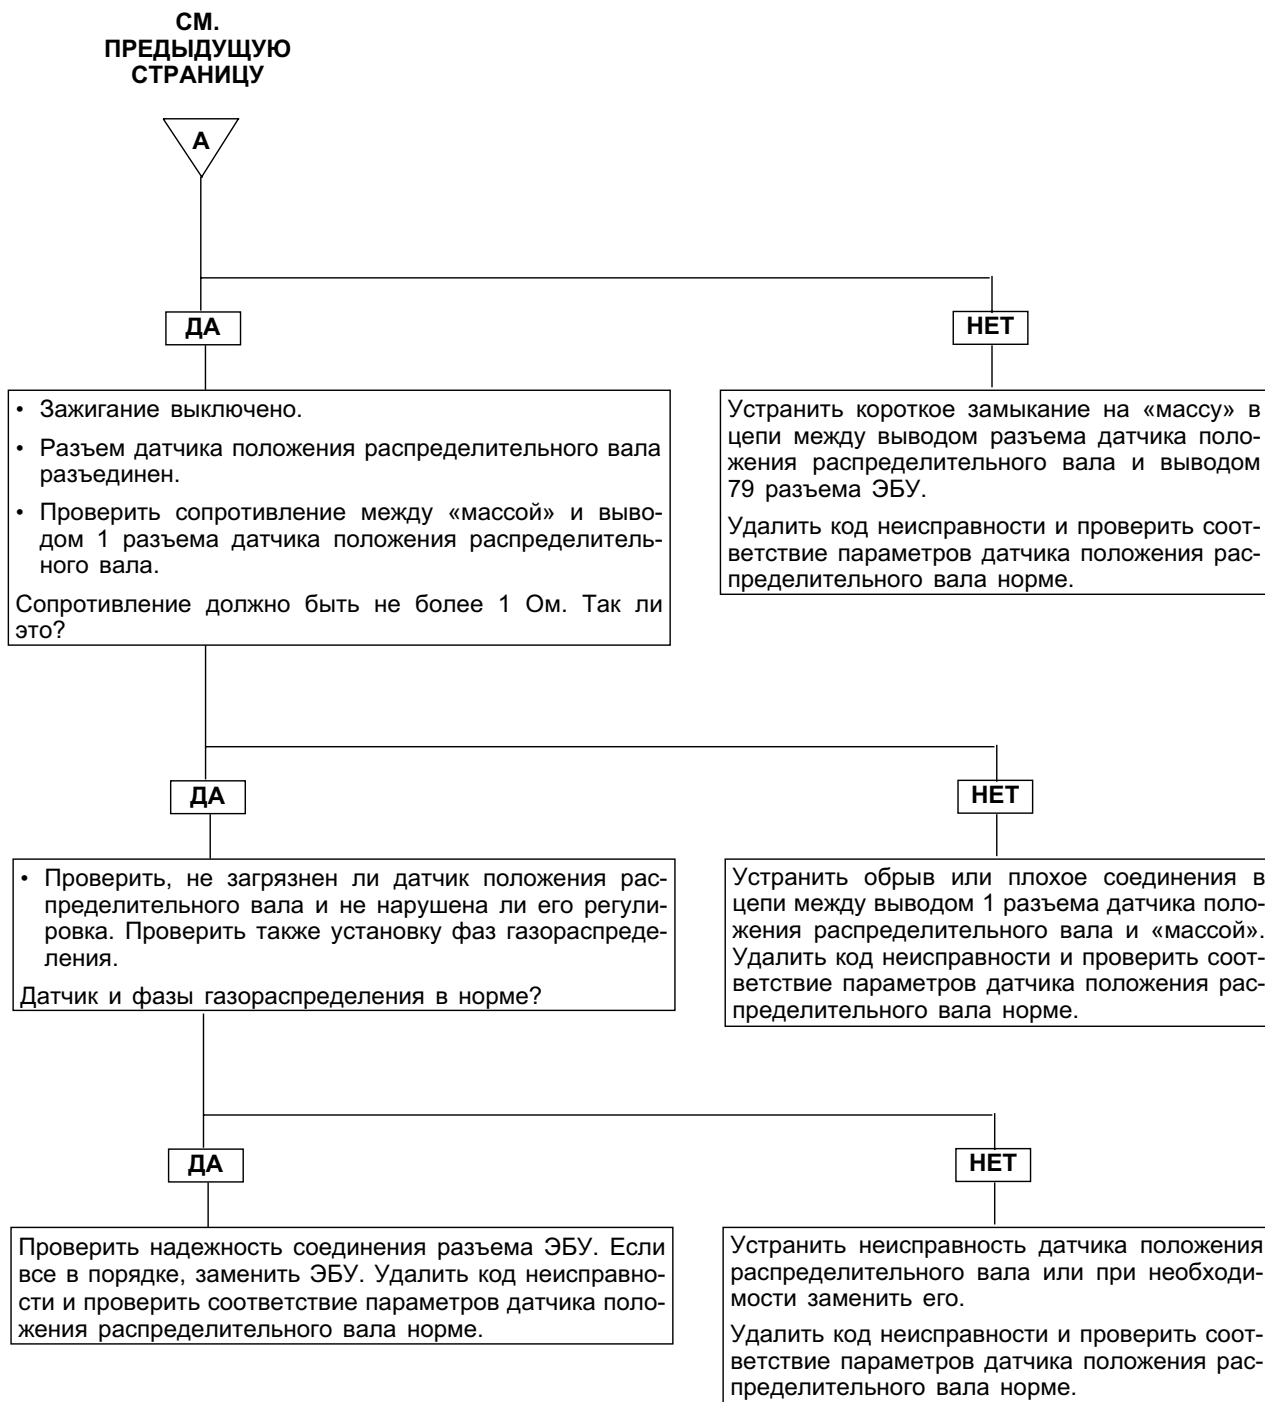 СМ.
ПРЕДЫДУЩУЮ
СТРАНИЦУ
А
ДА
НЕТ
• Зажигание выключено.
• Разъем датчика положения распределительного вала
разъединен.
• Проверить сопротивление между «массой» и выво-
дом 1 разъема датчика положения распределитель-
ного вала.
Сопротивление должно быть не более 1 Ом. Так ли
это?
Устранить короткое замыкание на «массу» в
цепи между выводом разъема датчика поло-
жения распределительного вала и выводом
79 разъема ЭБУ.
Удалить код неисправности и проверить соот-
ветствие параметров датчика положения рас-
пределительного вала норме.
ДА
НЕТ
• Проверить, не загрязнен ли датчик положения рас-
пределительного вала и не нарушена ли его регули-
ровка. Проверить также установку фаз газораспреде-
ления.
Датчик и фазы газораспределения в норме?
Устранить обрыв или плохое соединения в
цепи между выводом 1 разъема датчика поло-
жения распределительного вала и «массой».
Удалить код неисправности и проверить соот-
ветствие параметров датчика положения рас-
пределительного вала норме.
ДА
НЕТ
Проверить надежность соединения разъема ЭБУ. Если
все в порядке, заменить ЭБУ. Удалить код неисправно-
сти и проверить соответствие параметров датчика поло-
жения распределительного вала норме.
Устранить неисправность датчика положения
распределительного вала или при необходи-
мости заменить его.
Удалить код неисправности и проверить соот-
ветствие параметров датчика положения рас-
пределительного вала норме.